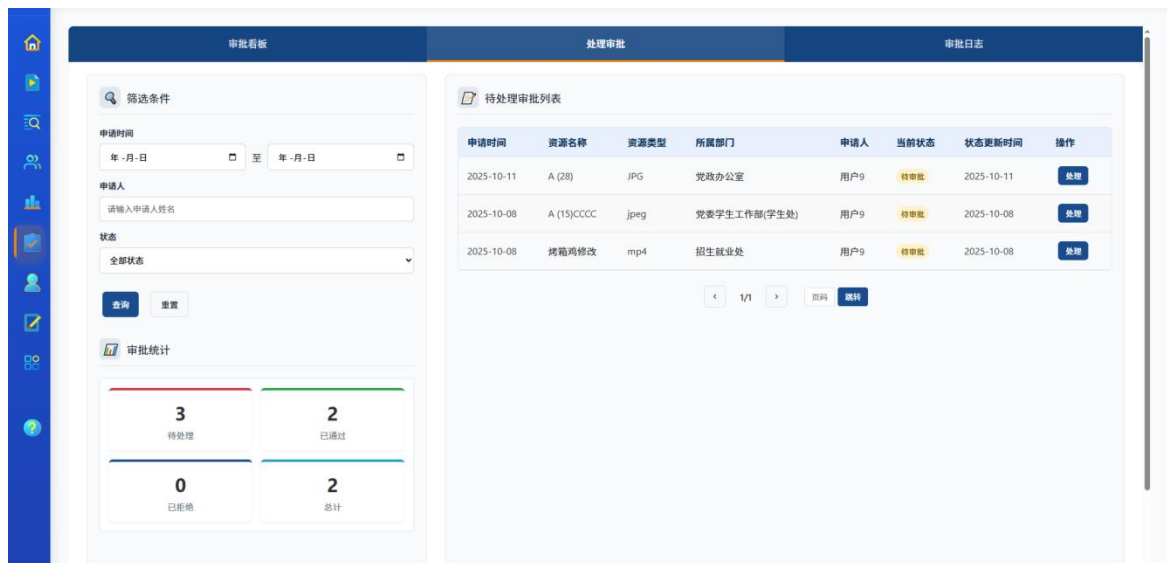 审批看板 处理审批 审批日志
筛选条件
申请时间
年-月-日 至 年-月-日
申请人
请输入申请人姓名
状态
全部状态
查询 重置
审批统计
3 2
待处理 已通过
0 2
已拒绝 总计
待处理审批列表
申请时间 资源名称 资源类型 所属部门 申请人 当前状态 状态更新时间 操作
2025-10-11 A (28) JPG 党政办公室 用户9 待审批 2025-10-11 处理
2025-10-08 A (15)CCCC jpeg 党委学生工作部(学生处) 用户9 待审批 2025-10-08 处理
2025-10-08 烤箱鸡修改 mp4 招生就业处 用户9 待审批 2025-10-08 处理
‹ 1/1 › 页码 跳转